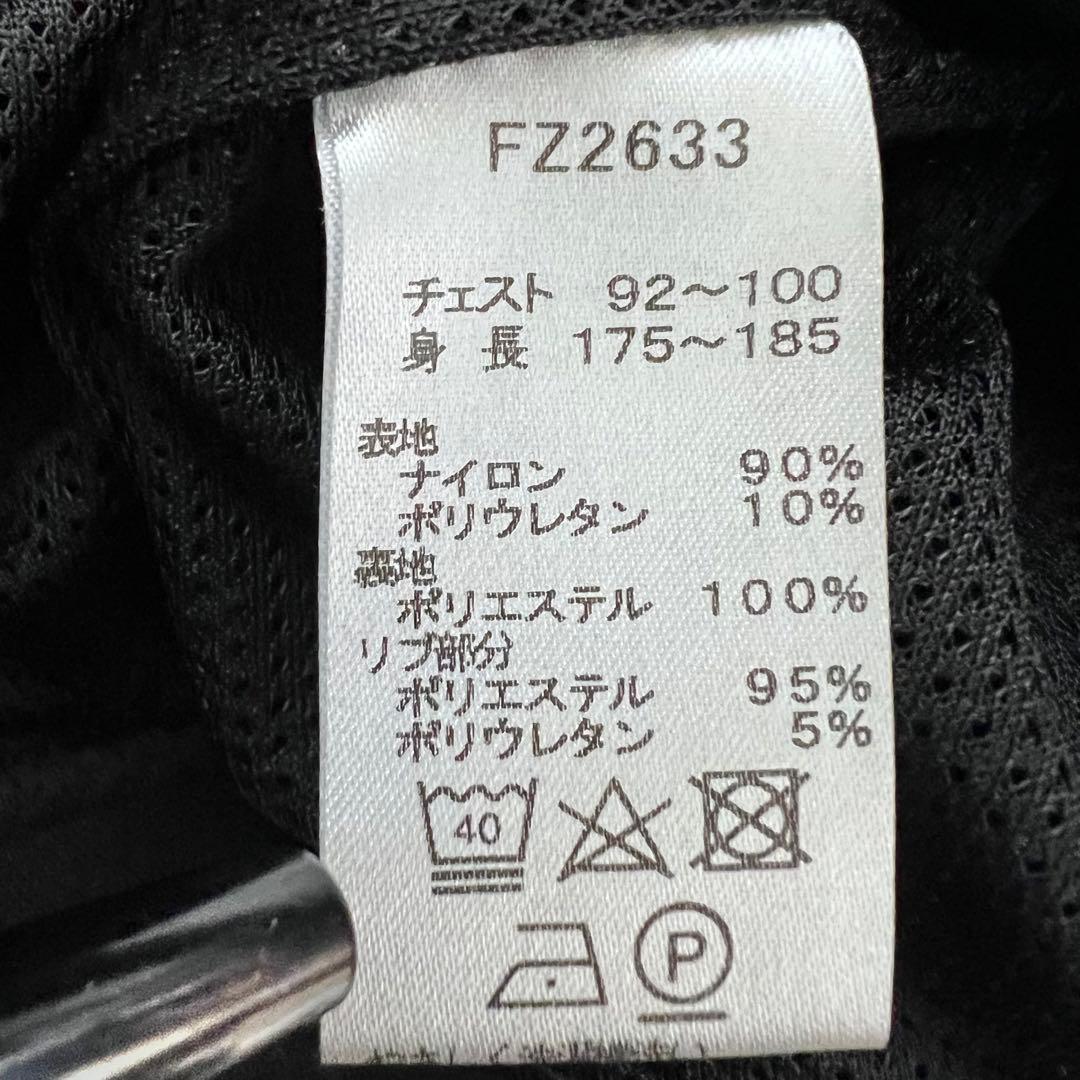 FZ2633
チェスト 92～100
身 長 175～185
表地
ナイロン 90%
ポリウレタン 10%
裏地
ポリエステル 100%
リブ部分
ポリエステル 95%
ポリウレタン 5%
40
P